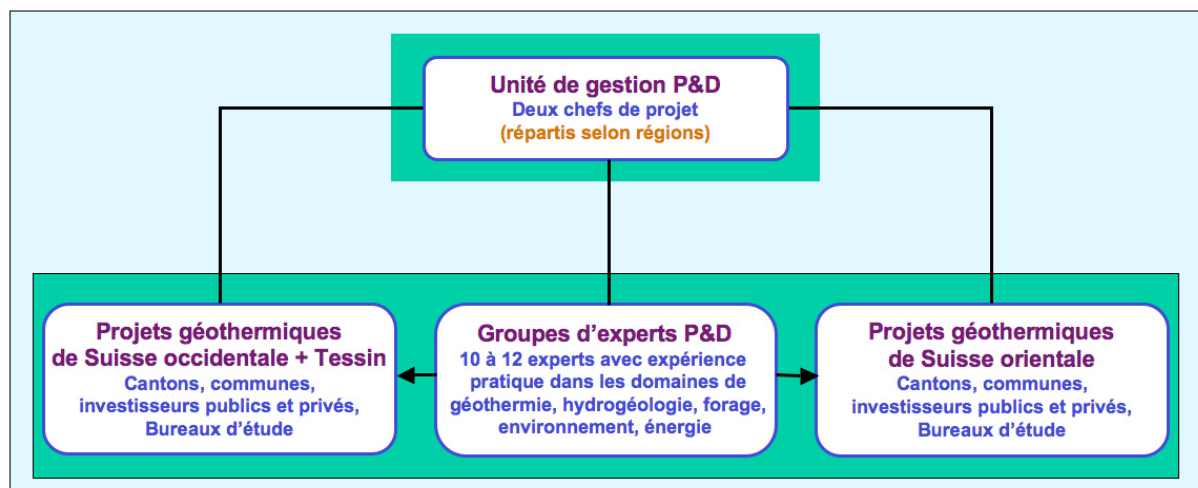 Unité de gestion P&D
Deux chefs de projet
(répartis selon régions)
Projets géothermiques
de Suisse occidentale + Tessin
Cantons, communes,
investisseurs publics et privés,
Bureaux d’étude
Groupes d’experts P&D
10 à 12 experts avec expérience
pratique dans les domaines de
géothermie, hydrogéologie, forage,
environnement, énergie
Projets géothermiques
de Suisse orientale
Cantons, communes,
investisseurs publics et privés,
Bureaux d’étude